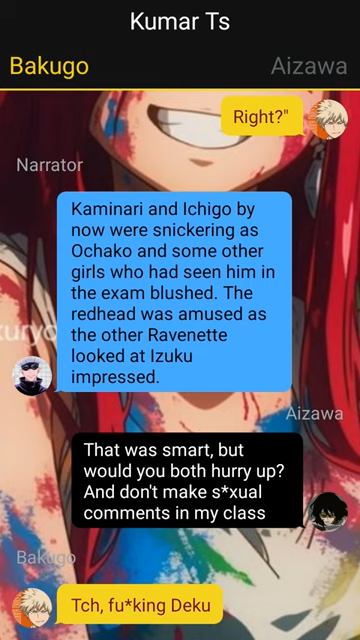 Kumar Ts
Bakugo
Aizawa
Right?"
Narrator
Kaminari and Ichigo by
now were snickering as
Ochako and some other
girls who had seen him in
the exam blushed. The
redhead was amused as
the other Ravenette
looked at Izuku
impressed.
Aizawa
That was smart, but
would you both hurry up?
And don't make s*xual
comments in my class
Bakugo
Tch, fu*king Deku